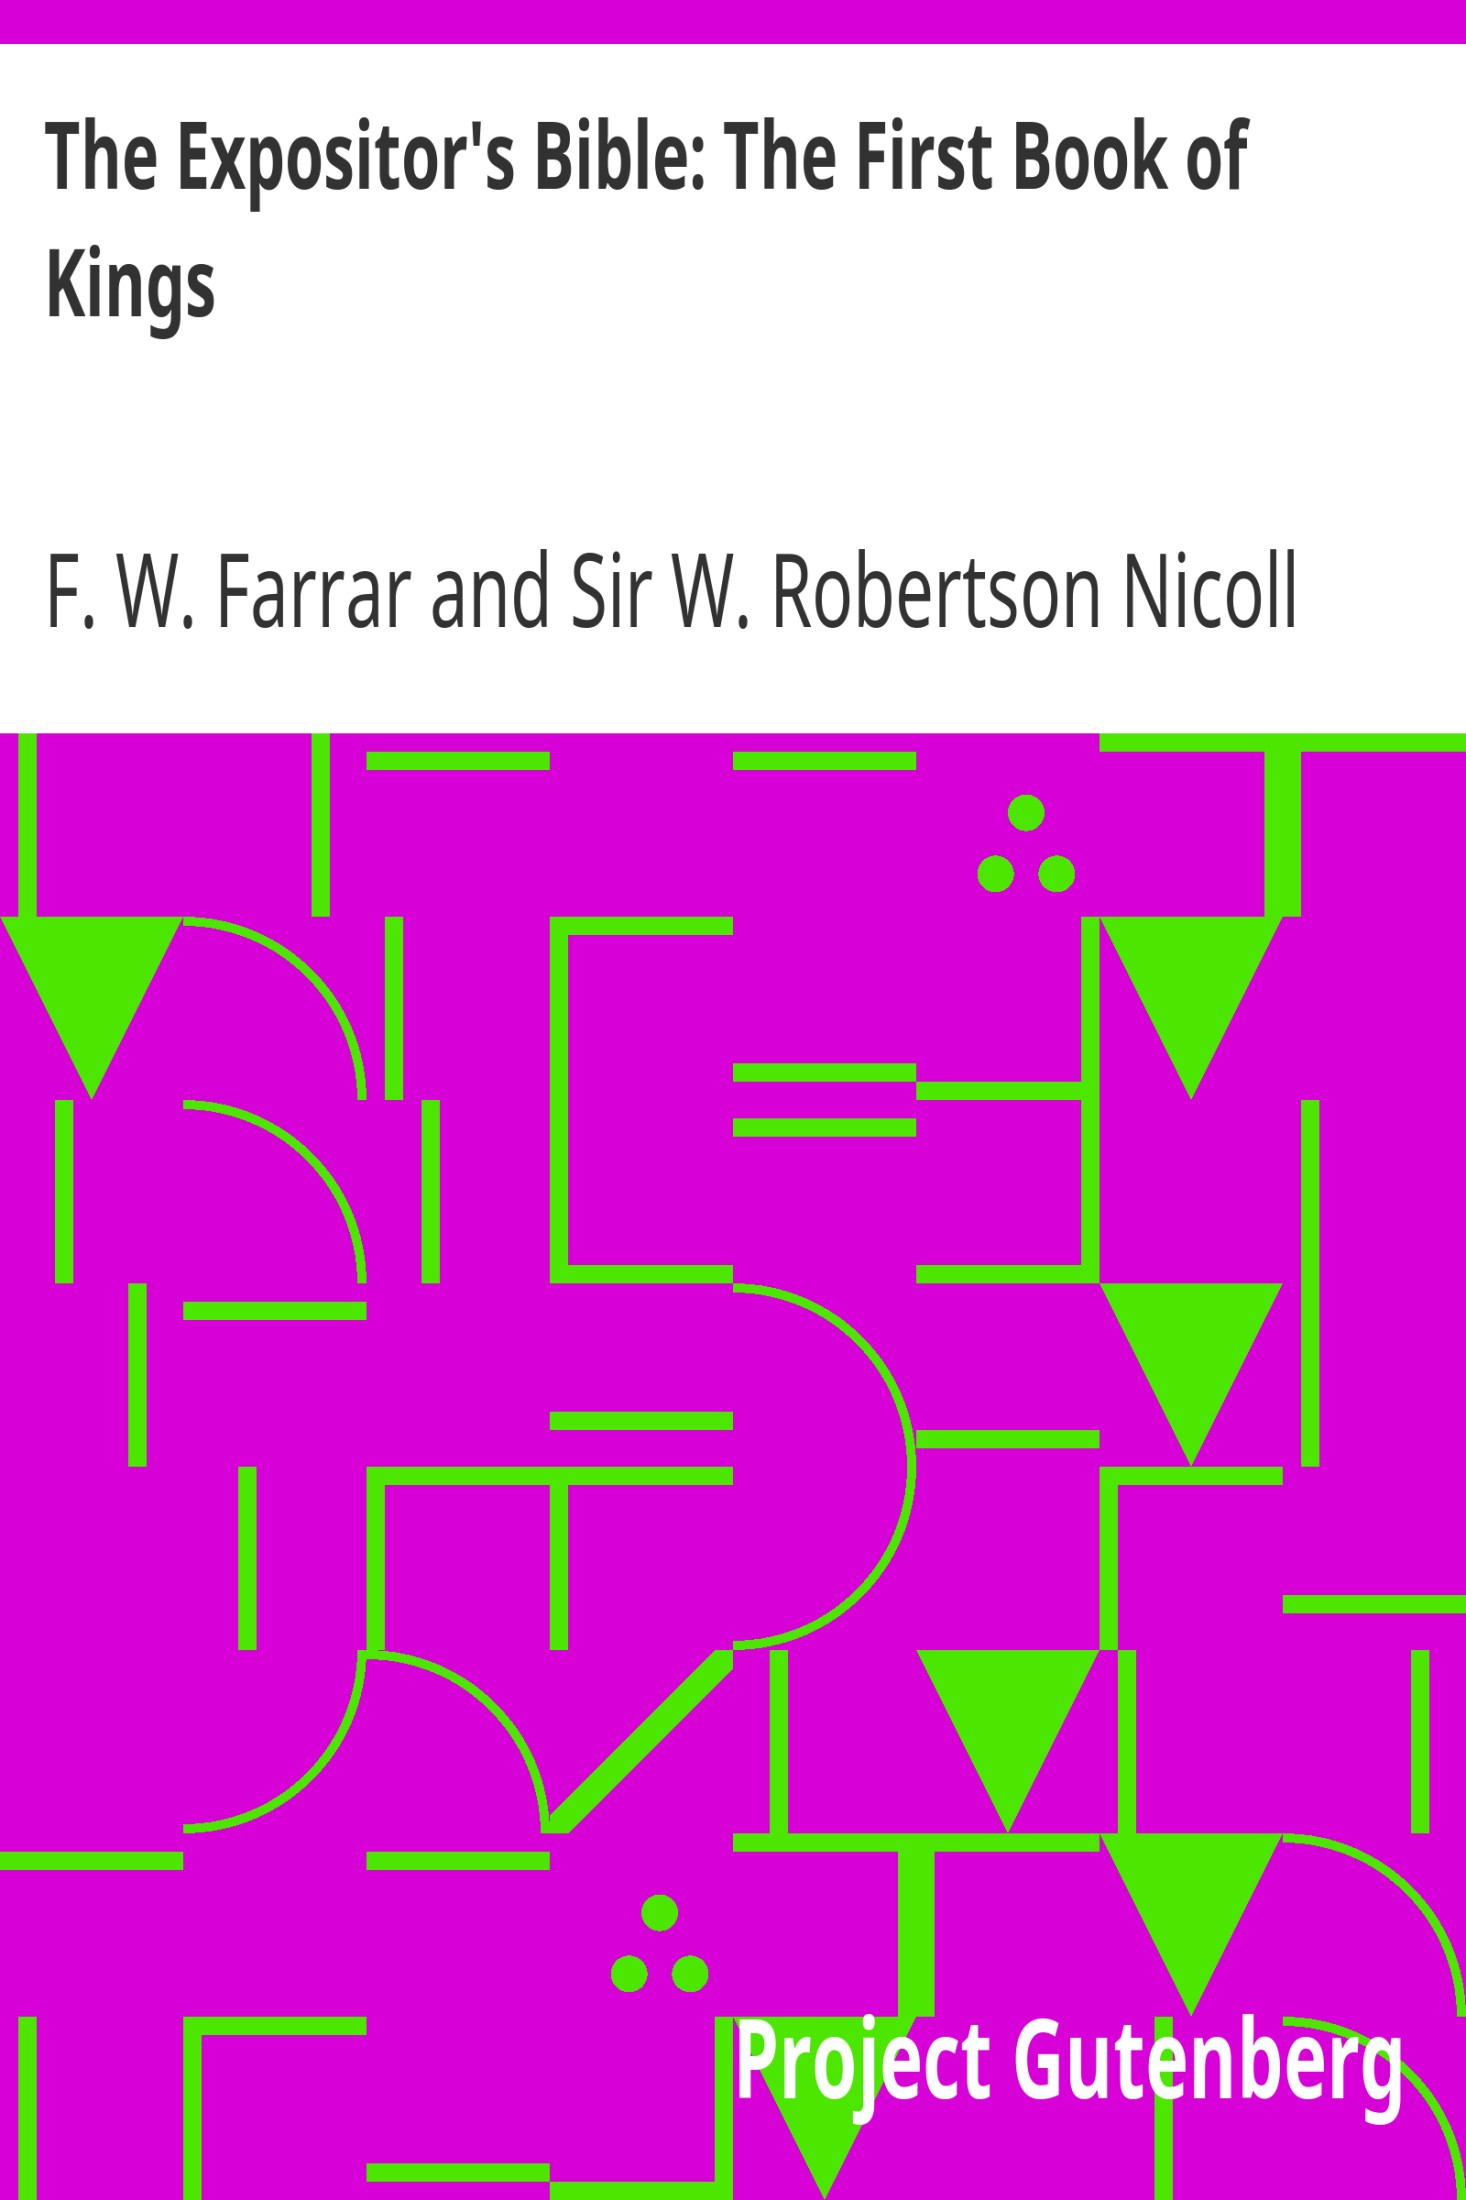 The Expositor's Bible: The First Book of
Kings
F. W. Farrar and Sir W. Robertson Nicoll
Project Gutenberg